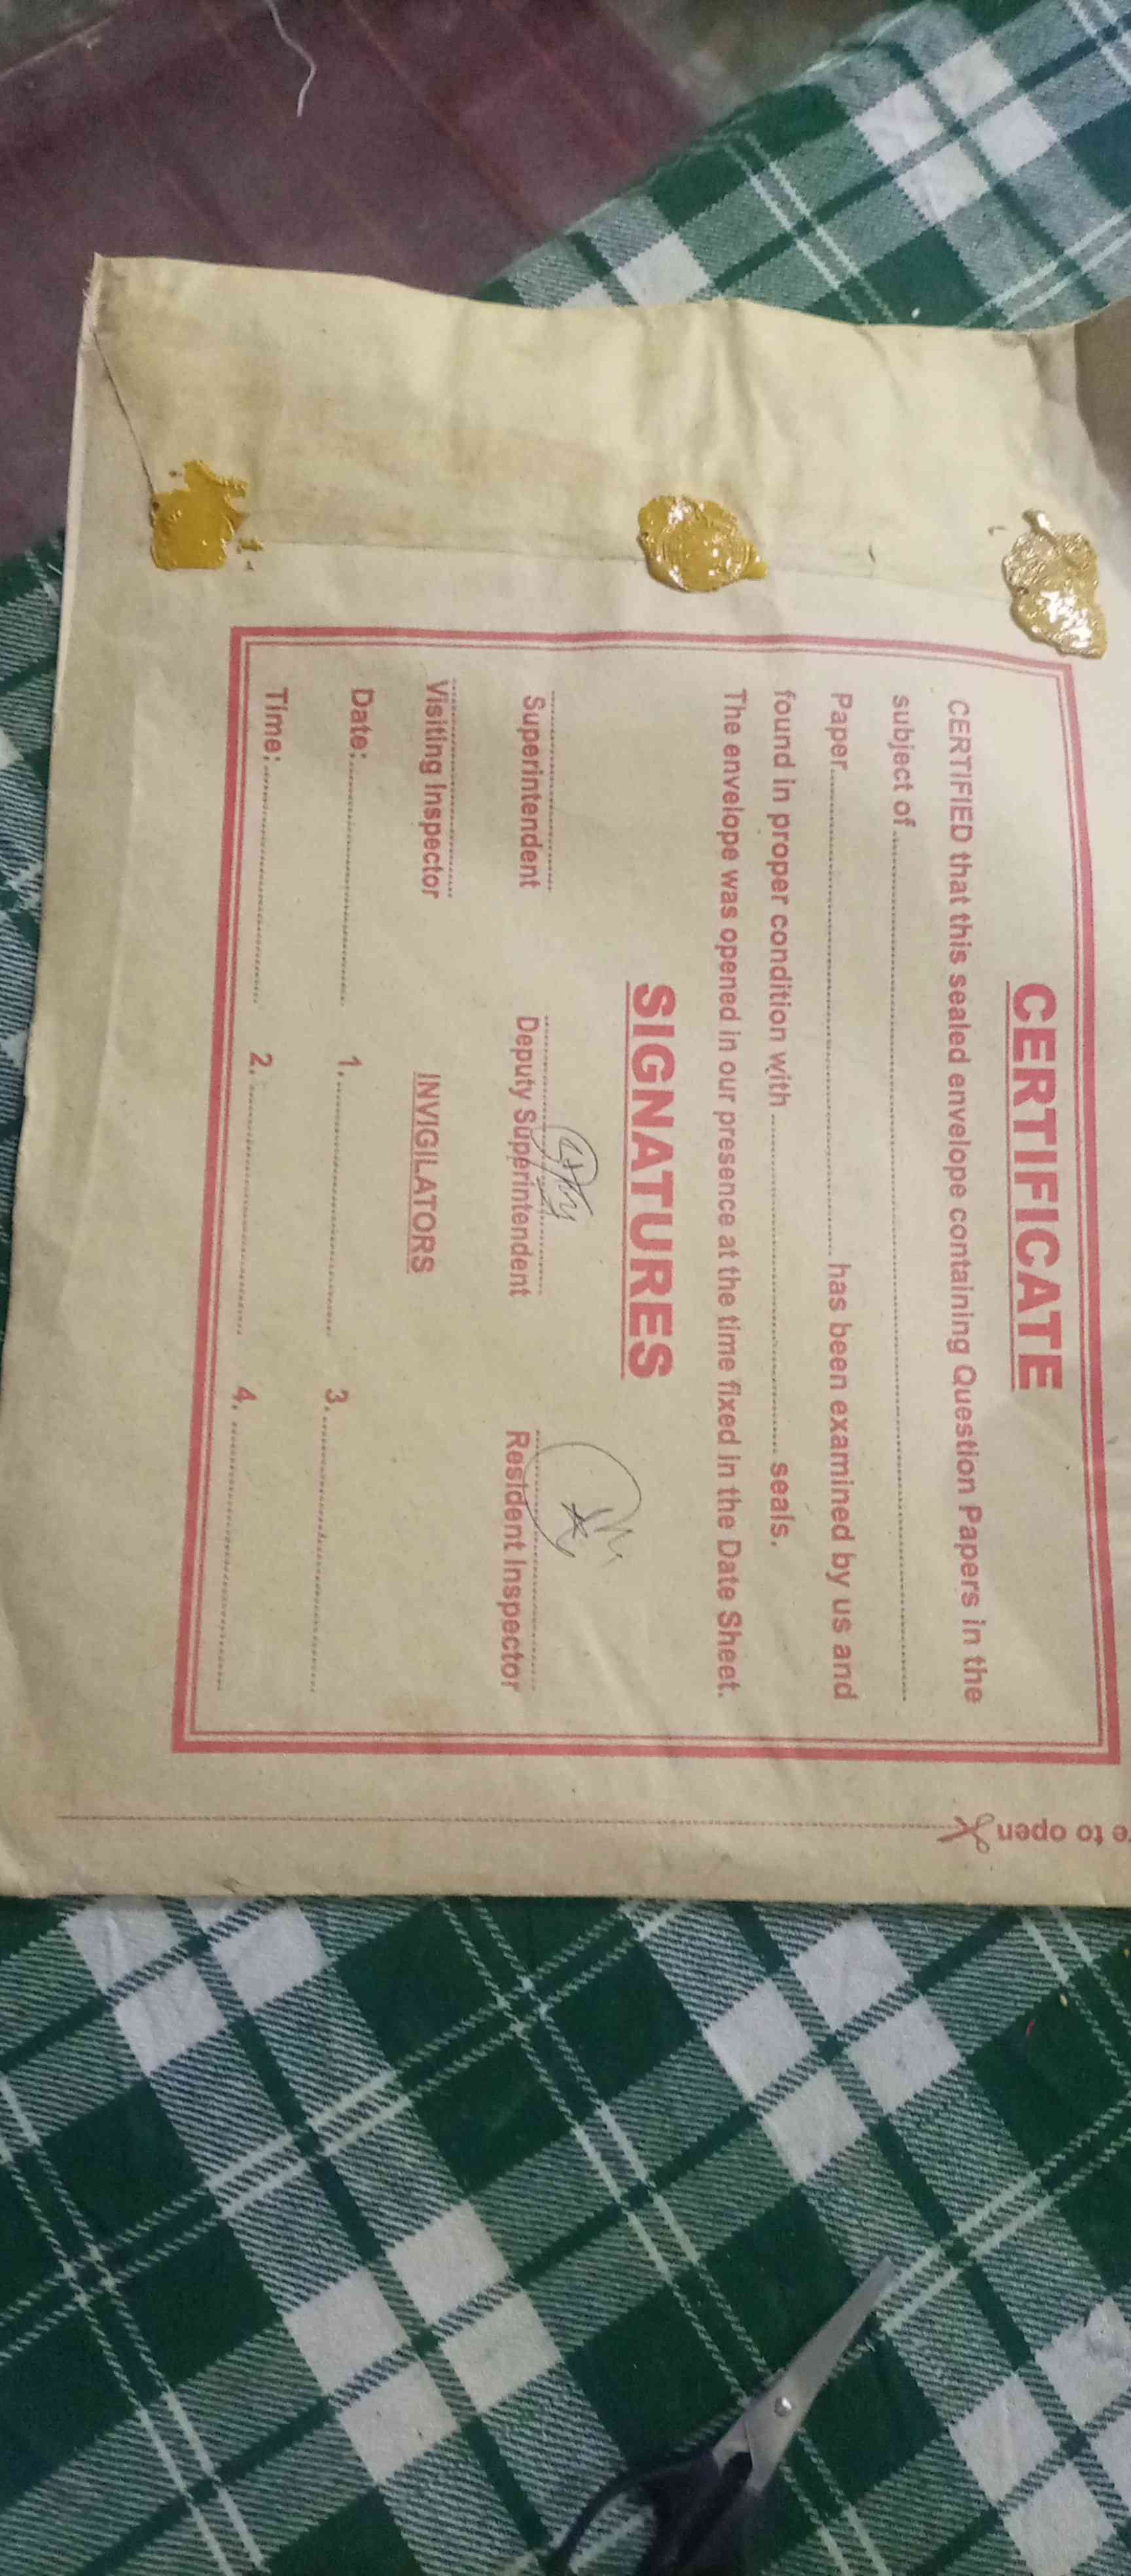 CERTIFICATE
CERTIFIED that this sealed envelope containing Question Papers in the
subject of
Paper has been examined by us and
found in proper condition with seals.
The envelope was opened in our presence at the time fixed in the Date Sheet.
SIGNATURES
Superintendent Deputy Superintendent Resident Inspector
Visiting Inspector
INVIGILATORS
Date: 1. 3.
Time: 2. 4.
to open